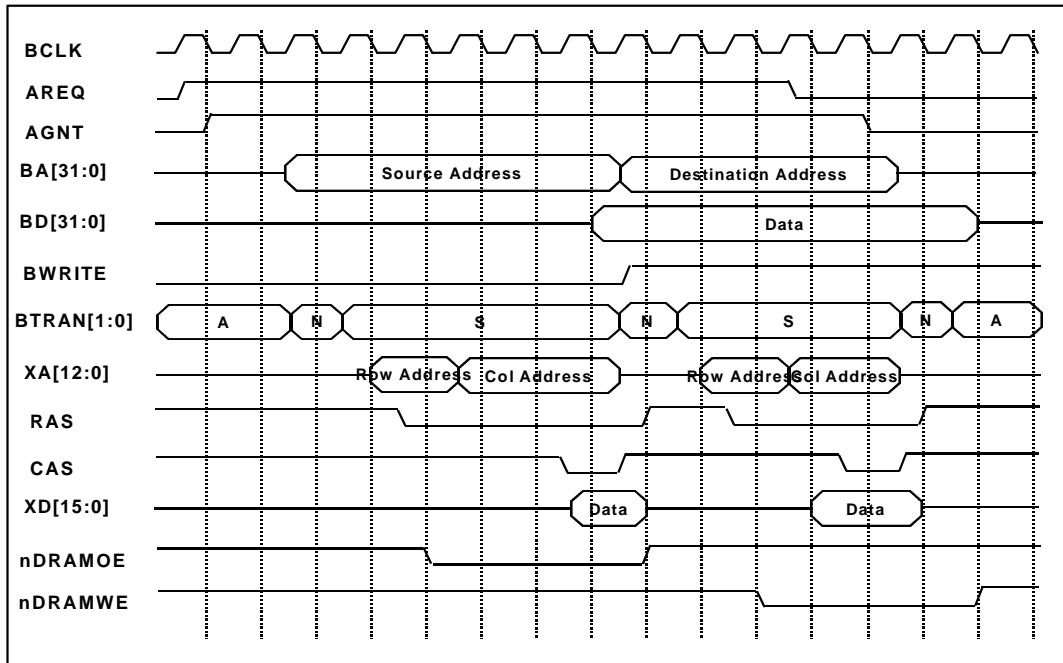 BCLK
AREQ
AGNT
BA[31:0] Source Address Destination Address
BD[31:0] Data
BWRITE
BTRAN[1:0] A N S N S N A
XA[12:0] Row Address Col Address Row Address Col Address
RAS
CAS
XD[15:0] Data Data
nDRAMOE
nDRAMWE